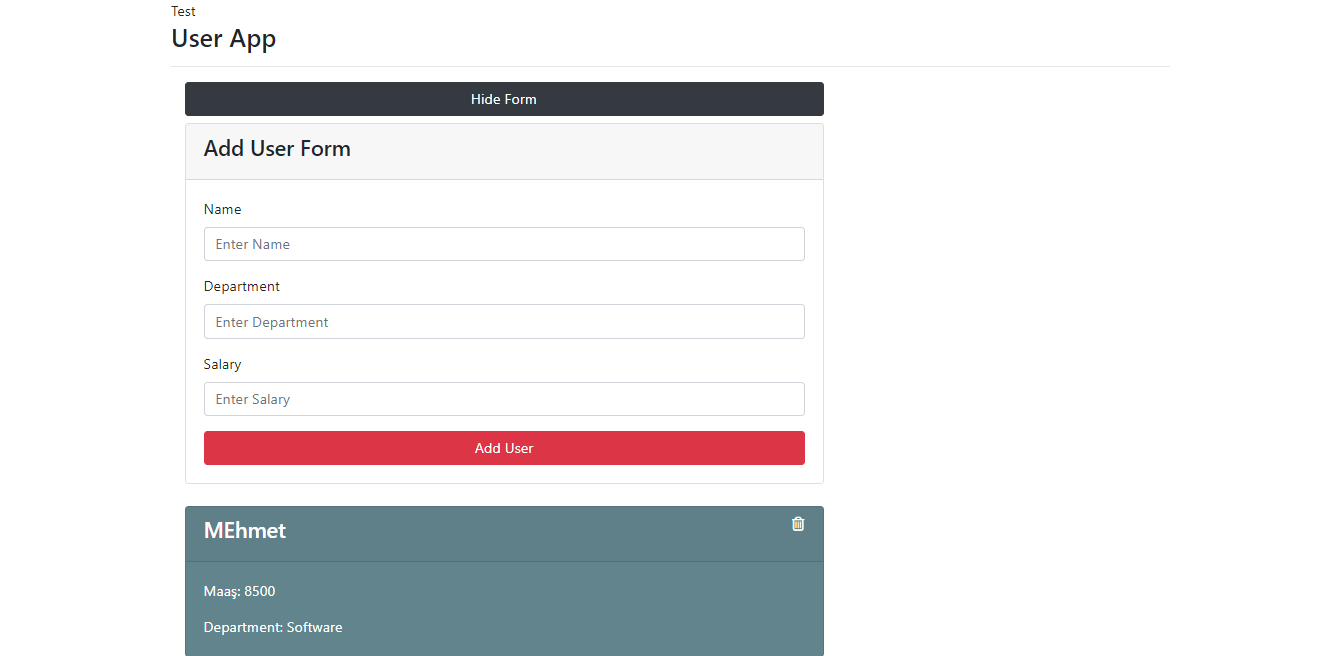 Test
User App
Hide Form
Add User Form
Name
Enter Name
Department
Enter Department
Salary
Enter Salary
Add User
MEhmet
Maaş: 8500
Department: Software